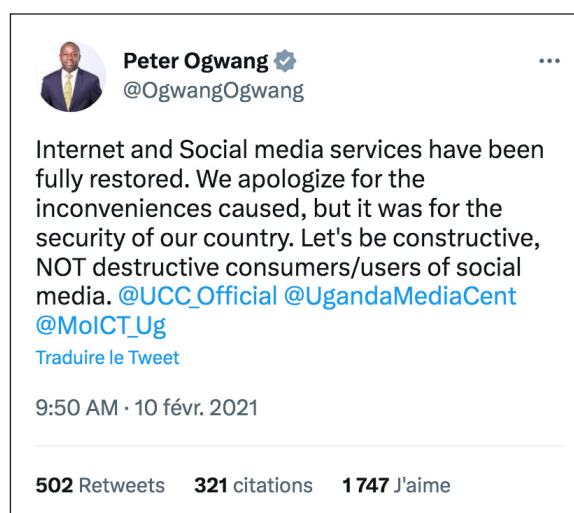 Peter Ogwang
@OgwangOgwang
Internet and Social media services have been
fully restored. We apologize for the
inconveniences caused, but it was for the
security of our country. Let's be constructive,
NOT destructive consumers/users of social
media. @UCC_Official @UgandaMediaCent
@MoICT_Ug
Traduire le Tweet
9:50 AM · 10 févr. 2021
502 Retweets 321 citations 1 747 J'aime